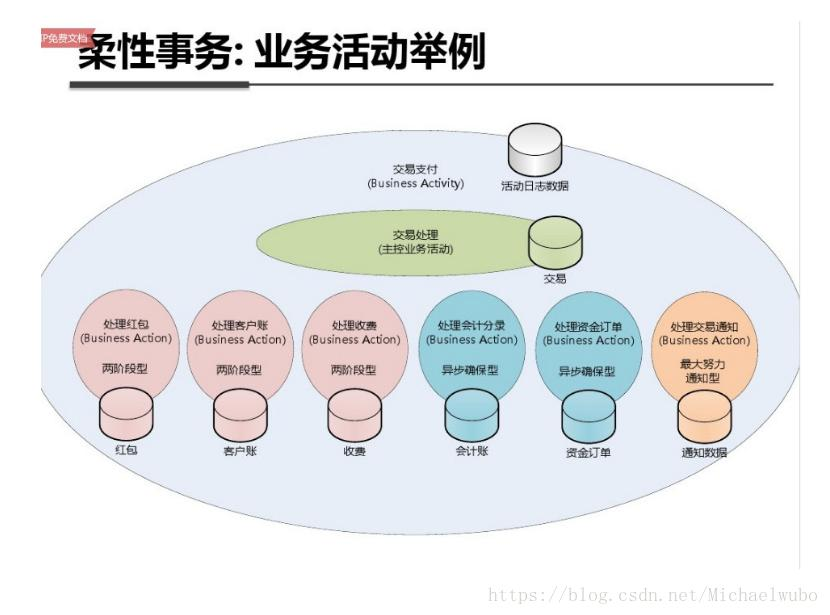 VP免费文档
柔性事务: 业务活动举例
交易支付
(Business Activity)
活动日志数据
交易处理
(主控业务活动)
交易
处理红包
(Business Action)
两阶段型
红包
处理客户账
(Business Action)
两阶段型
客户账
处理收费
(Business Action)
两阶段型
收费
处理会计分录
(Business Action)
异步确保型
会计账
处理资金订单
(Business Action)
异步确保型
资金订单
处理交易通知
(Business Action)
最大努力
通知型
通知数据
https://blog.csdn.net/Michaelwubo